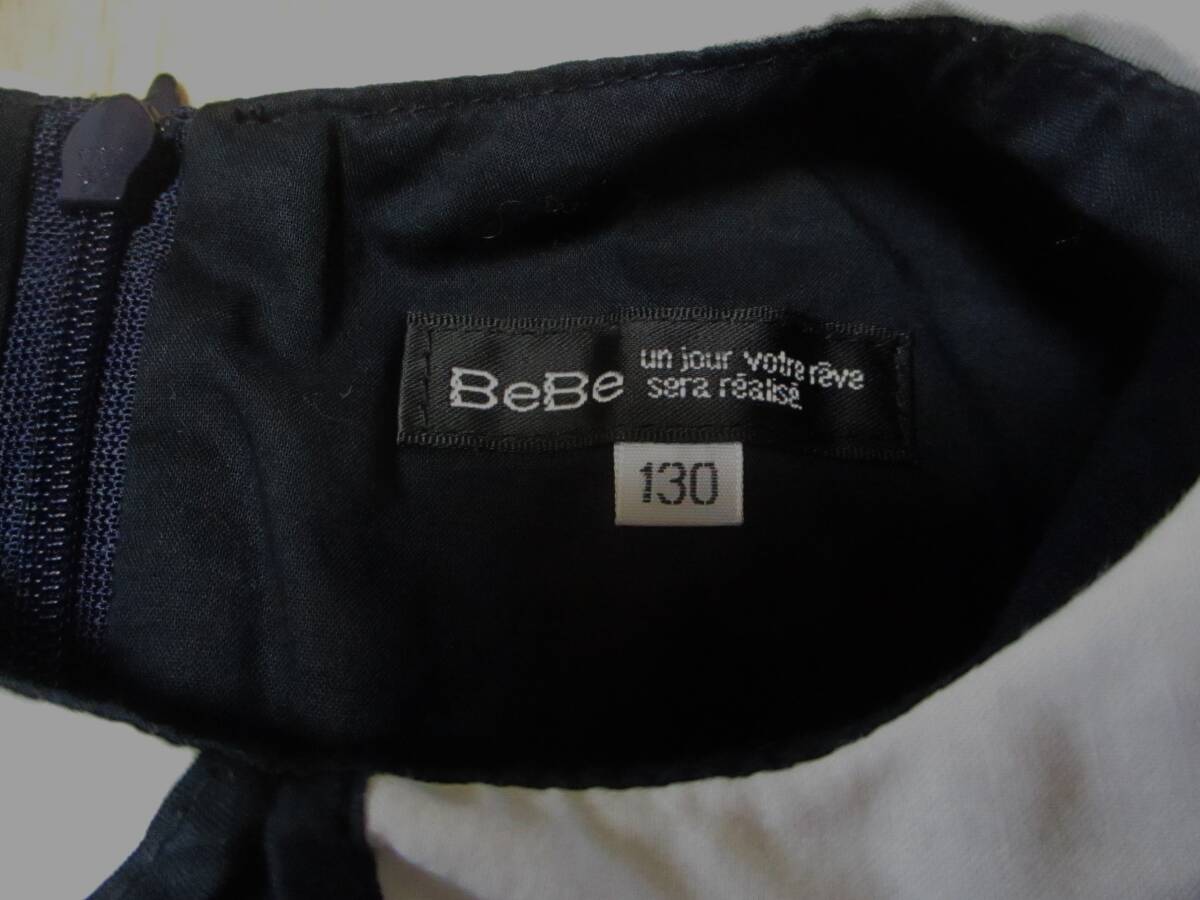 BeBe
un jour votre rêve
sera réalisé.
130